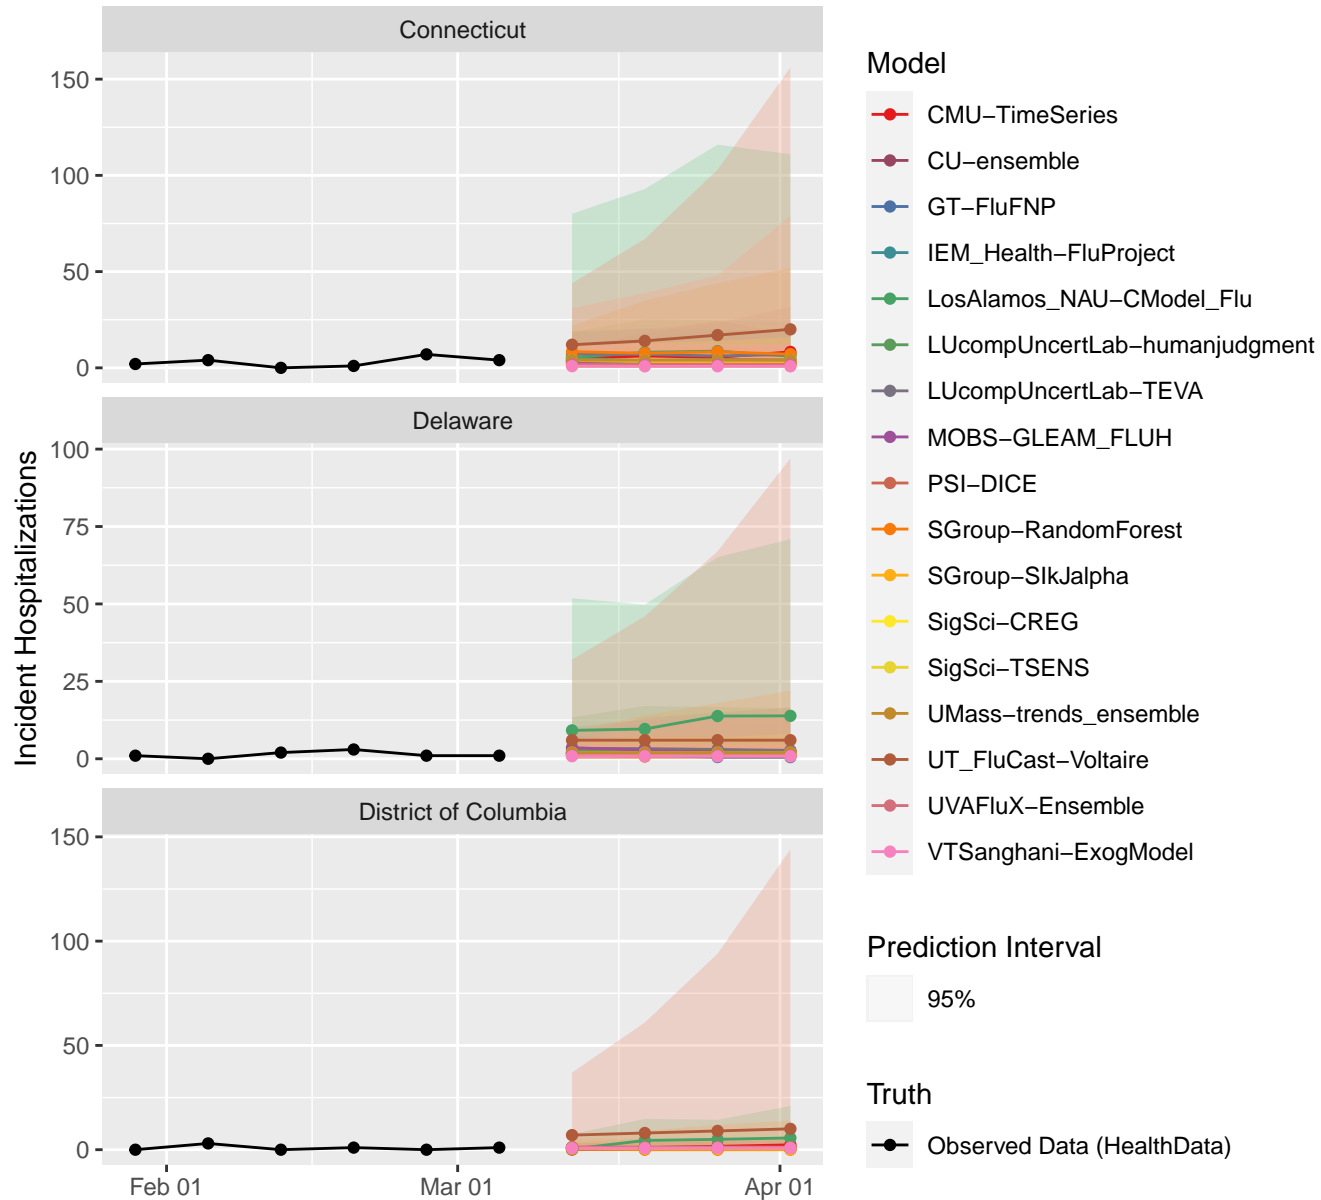 Connecticut
150
100
50
0
Delaware
100
75
50
25
0
District of Columbia
150
100
50
0
Feb 01
Mar 01
Apr 01
Incident Hospitalizations
Model
CMU−TimeSeries
CU−ensemble
GT−FluFNP
IEM_Health−FluProject
LosAlamos_NAU−CModel_Flu
LUcompUncertLab−humanjudgment
LUcompUncertLab−TEVA
MOBS−GLEAM_FLUH
PSI−DICE
SGroup−RandomForest
SGroup−SIkJalpha
SigSci−CREG
SigSci−TSENS
UMass−trends_ensemble
UT_FluCast−Voltaire
UVAFluX−Ensemble
VTSanghani−ExogModel
Prediction Interval
95%
Truth
Observed Data (HealthData)